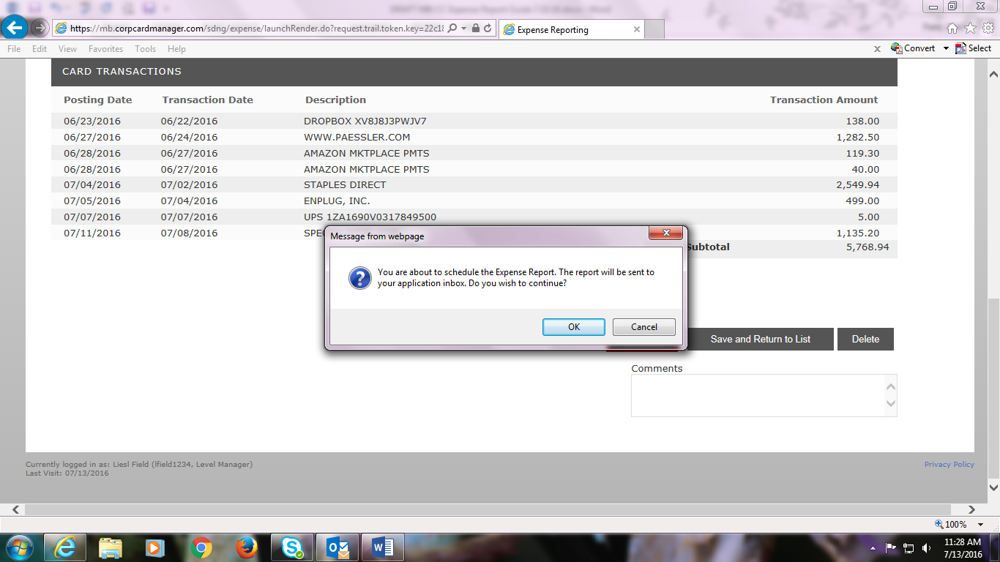 https://mb.corpcardmanager.com/sdng/expense/launchRender.do?request.trail.token.key=22c18
Expense Reporting
File Edit View Favorites Tools Help
x Convert Select
CARD TRANSACTIONS
Posting Date Transaction Date Description Transaction Amount
06/23/2016 06/22/2016 DROPBOX XV8J8J3PWJV7 138.00
06/27/2016 06/24/2016 WWW.PAESSLER.COM 1,282.50
06/28/2016 06/27/2016 AMAZON MKTPLACE PMTS 119.30
06/28/2016 06/27/2016 AMAZON MKTPLACE PMTS 40.00
07/04/2016 07/02/2016 STAPLES DIRECT 2,549.94
07/05/2016 07/04/2016 ENPLUG, INC. 499.00
07/07/2016 07/07/2016 UPS 1ZA1690V0317849500 5.00
07/11/2016 07/08/2016 SPEC 1,135.20
Subtotal 5,768.94
Message from webpage
You are about to schedule the Expense Report. The report will be sent to
your application inbox. Do you wish to continue?
OK Cancel
Save and Return to List Delete
Comments
Currently logged in as: Liesl Field (lfield1234, Level Manager)
Last Visit: 07/13/2016
Privacy Policy
100%
11:28 AM
7/13/2016